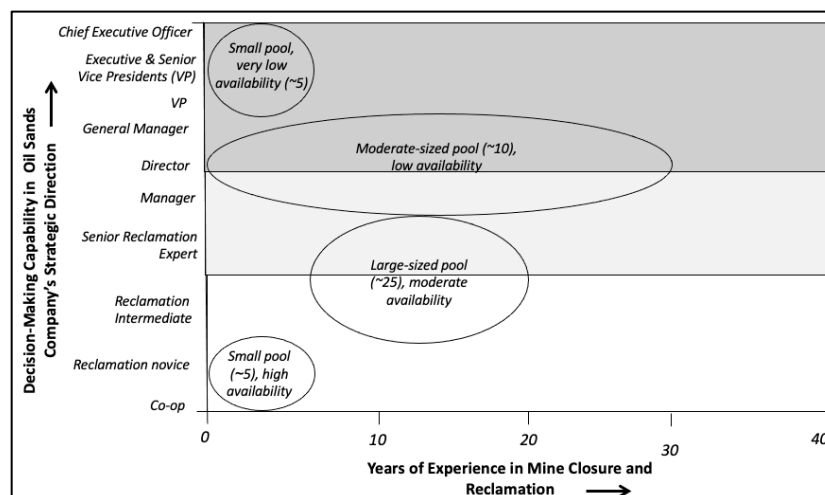 Decision-Making Capability in Oil Sands
Company's Strategic Direction
Chief Executive Officer
Executive & Senior
Vice Presidents (VP)
VP
General Manager
Director
Manager
Senior Reclamation
Expert
Reclamation
Intermediate
Reclamation novice
Co-op
Small pool,
very low
availability (~5)
Moderate-sized pool (~10),
low availability
Large-sized pool
(~25), moderate
availability
Small pool
(~5), high
availability
0
10
20
30
40
Years of Experience in Mine Closure and
Reclamation